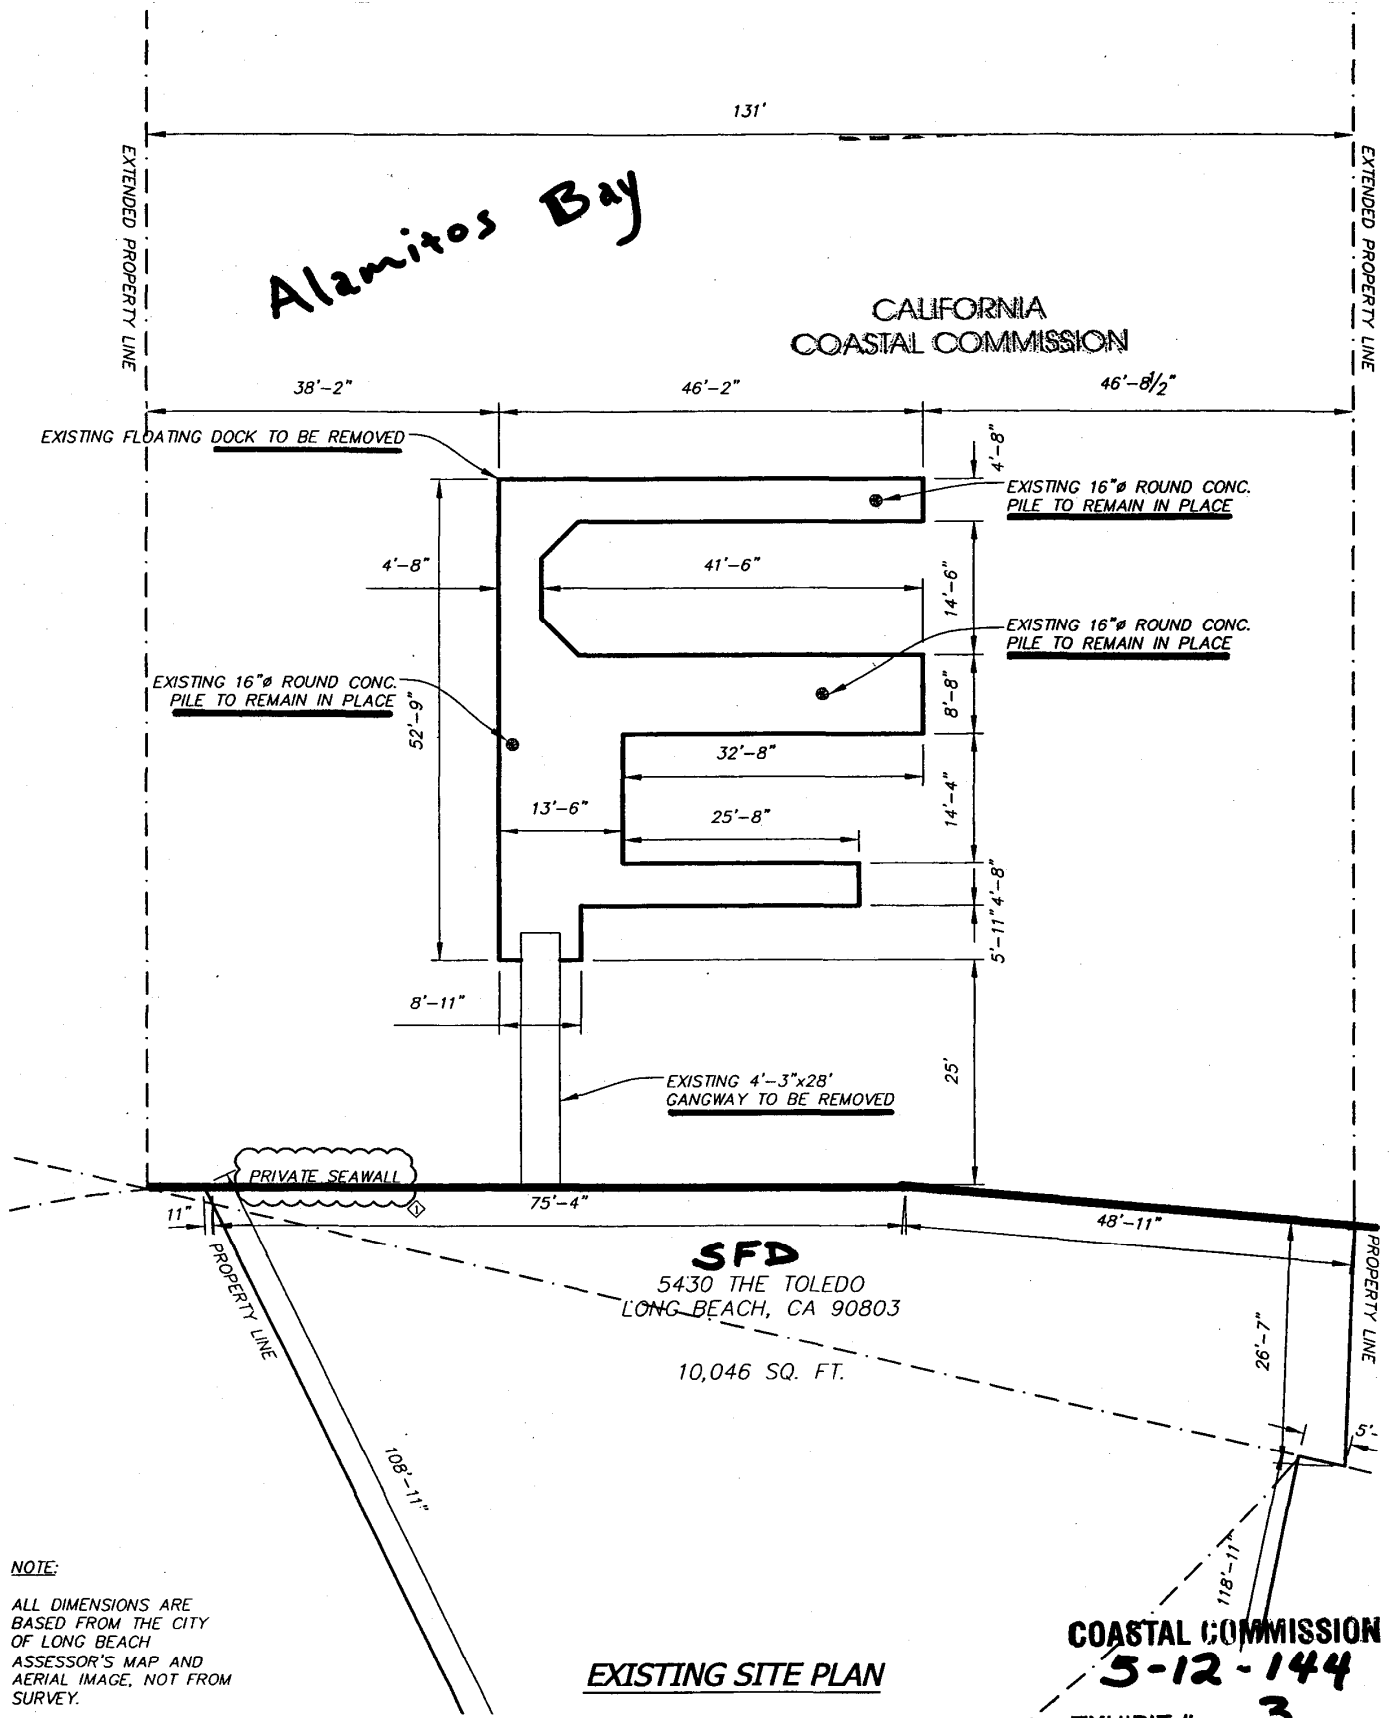 131'
EXTENDED PROPERTY LINE
EXTENDED PROPERTY LINE
Alamitos Bay
CALIFORNIA
COASTAL COMMISSION
38'-2"
46'-2"
46'-8 1/2"
EXISTING FLOATING DOCK TO BE REMOVED
4'-8"
EXISTING 16"ø ROUND CONC.
PILE TO REMAIN IN PLACE
4'-8"
41'-6"
14'-6"
EXISTING 16"ø ROUND CONC.
PILE TO REMAIN IN PLACE
EXISTING 16"ø ROUND CONC.
PILE TO REMAIN IN PLACE
52'-9"
8'-8"
32'-8"
13'-6"
25'-8"
14'-4"
4'-8"
5'-11"
8'-11"
25'
EXISTING 4'-3"x28'
GANGWAY TO BE REMOVED
PRIVATE SEAWALL
1
11"
75'-4"
48'-11"
PROPERTY LINE
PROPERTY LINE
SFD
5430 THE TOLEDO
LONG BEACH, CA 90803
10,046 SQ. FT.
26'-7"
5'-
108'-11"
118'-11"
NOTE:
ALL DIMENSIONS ARE
BASED FROM THE CITY
OF LONG BEACH
ASSESSOR'S MAP AND
AERIAL IMAGE, NOT FROM
SURVEY.
EXISTING SITE PLAN
COASTAL COMMISSION
5-12-144
3